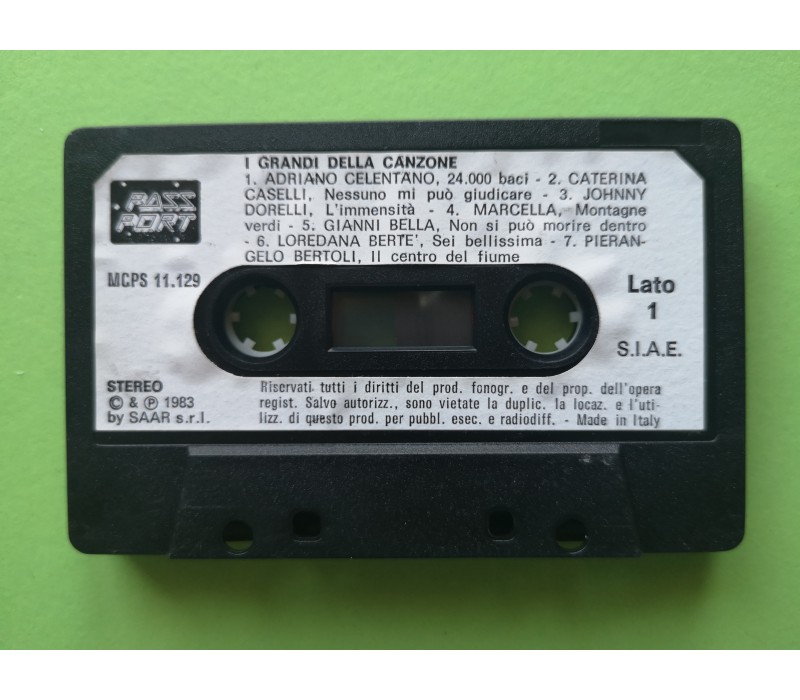 I GRANDI DELLA CANZONE
1. ADRIANO CELENTANO, 24.000 baci - 2. CATERINA
CASELLI, Nessuno mi può giudicare - 3. JOHNNY
DORELLI, L'immensità - 4. MARCELLA, Montagne
verdi - 5. GIANNI BELLA, Non si può morire dentro
- 6. LOREDANA BERTE', Sei bellissima - 7. PIERAN-
GELO BERTOLI, Il centro del fiume
PASS
PORT
MCPS 11.129
Lato
1
S.I.A.E.
STEREO
© & ℗ 1983
by SAAR s.r.l.
Riservati tutti i diritti del prod. fonogr. e del prop. dell'opera
regist. Salvo autorizz., sono vietate la duplic. la locaz. e l'uti-
lizz. di questo prod. per pubbl. esec. e radiodiff. - Made in Italy